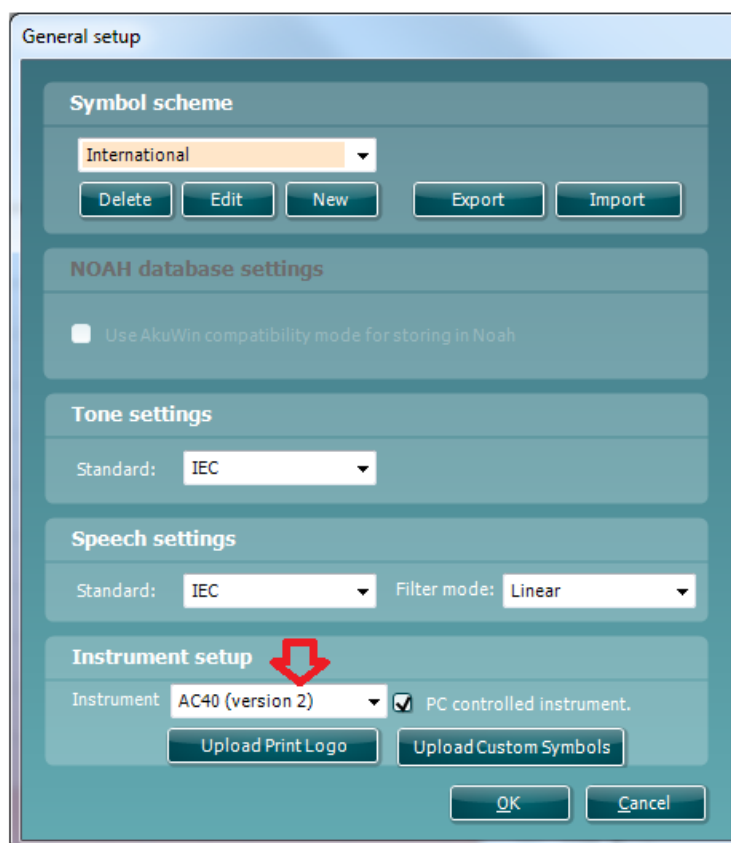 General setup
Symbol scheme
International
Delete Edit New Export Import
NOAH database settings
Use AkuWin compatibility mode for storing in Noah
Tone settings
Standard: IEC
Speech settings
Standard: IEC Filter mode: Linear
Instrument setup
Instrument AC40 (version 2) PC controlled instrument.
Upload Print Logo Upload Custom Symbols
OK Cancel